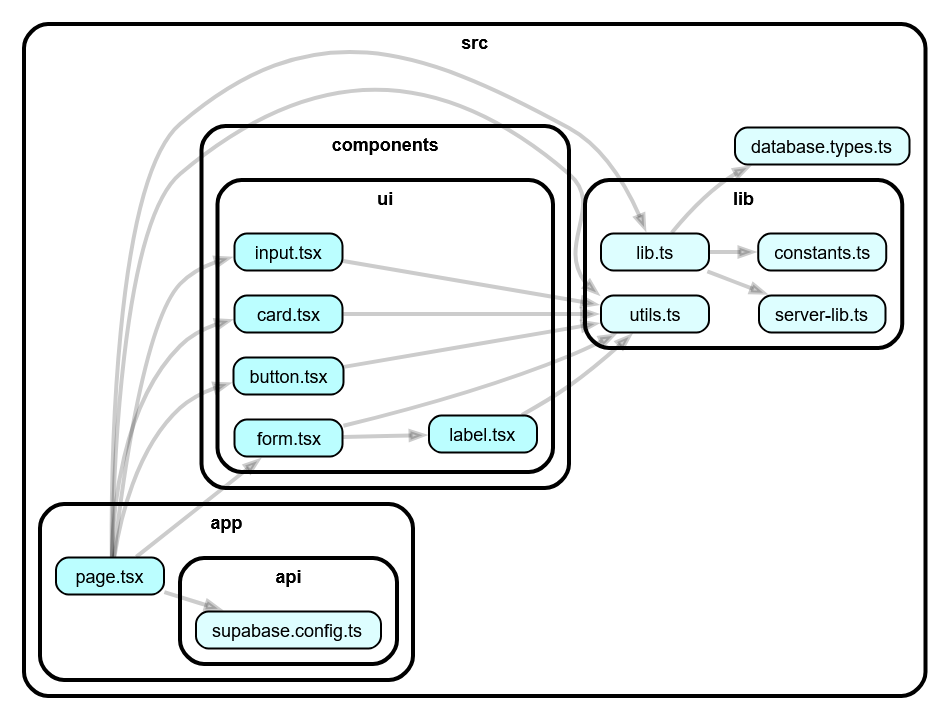 src
components
database.types.ts
ui
lib
input.tsx
lib.ts
constants.ts
card.tsx
utils.ts
server-lib.ts
button.tsx
form.tsx
label.tsx
app
page.tsx
api
supabase.config.ts